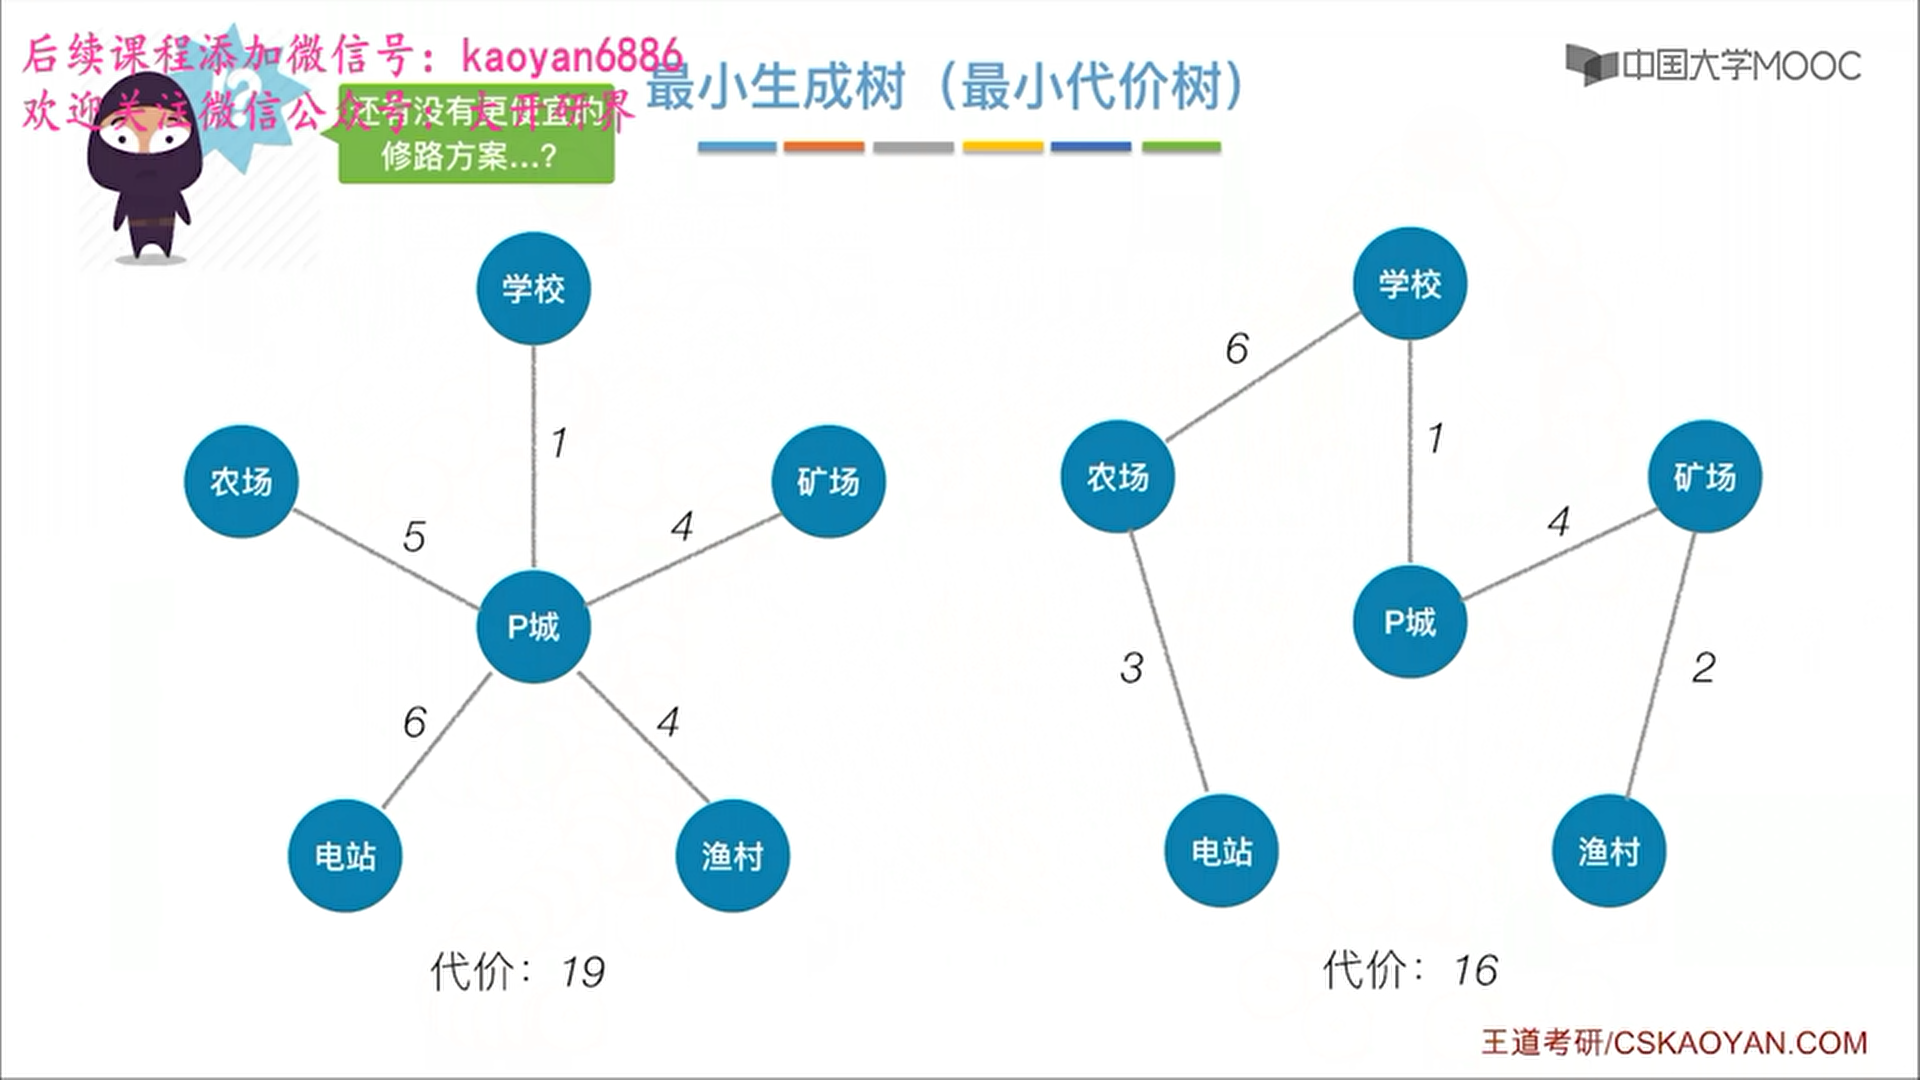 后续课程添加微信号：kaoyan6886
欢迎关注微信公众号：
还有没有更便宜的
修路方案...?
最小生成树（最小代价树）
中国大学MOOC
学校
农场
矿场
P城
电站
渔村
1
5
4
6
4
代价：19
学校
农场
矿场
P城
电站
渔村
6
1
4
3
2
代价：16
王道考研/CSKAOYAN.COM